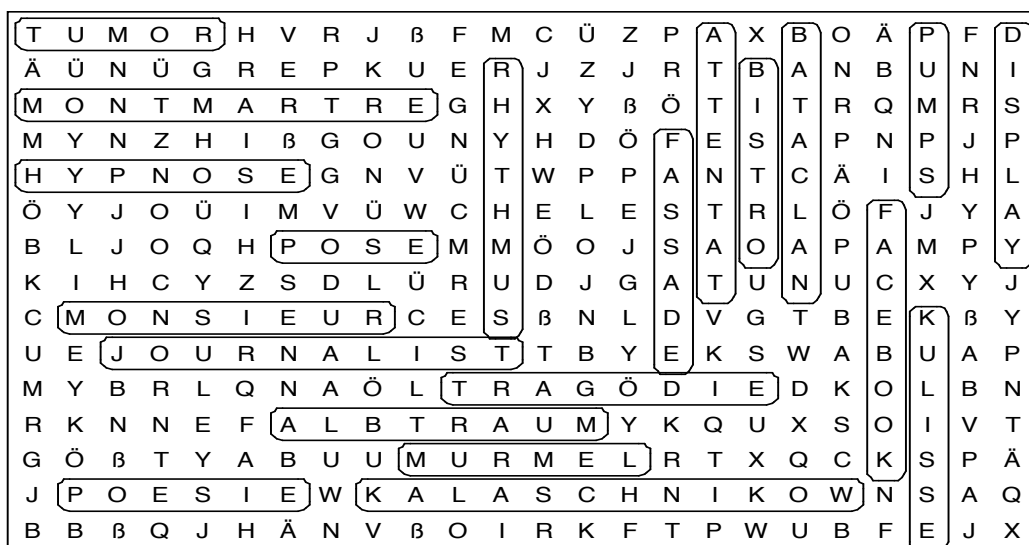 T U M O R H V R J ß F M C Ü Z P A X B O Ä P F D
Ä Ü N Ü G R E P K U E R J Z J R T B A N B U N I
M O N T M A R T R E G H X Y ß Ö T I T R Q M R S
M Y N Z H I ß G O U N Y H D Ö F E S A P N P J P
H Y P N O S E G N V Ü T W P P A N T C Ä I S H L
Ö Y J O Ü I M V Ü W C H E L E S T R L Ö F J Y A
B L J O Q H P O S E M M Ö O J S A O A P A M P Y
K I H C Y Z S D L Ü R U D J G A T U N U C X Y J
C M O N S I E U R C E S ß N L D V G T B E K ß Y
U E J O U R N A L I S T T B Y E K S W A B U A P
M Y B R L Q N A Ö L T R A G Ö D I E D K O L B N
R K N N E F A L B T R A U M Y K Q U X S O I V T
G Ö ß T Y A B U U M U R M E L R T X Q C K S P Ä
J P O E S I E W K A L A S C H N I K O W N S A Q
B B ß Q J H Ä N V ß O I R K F T P W U B F E J X